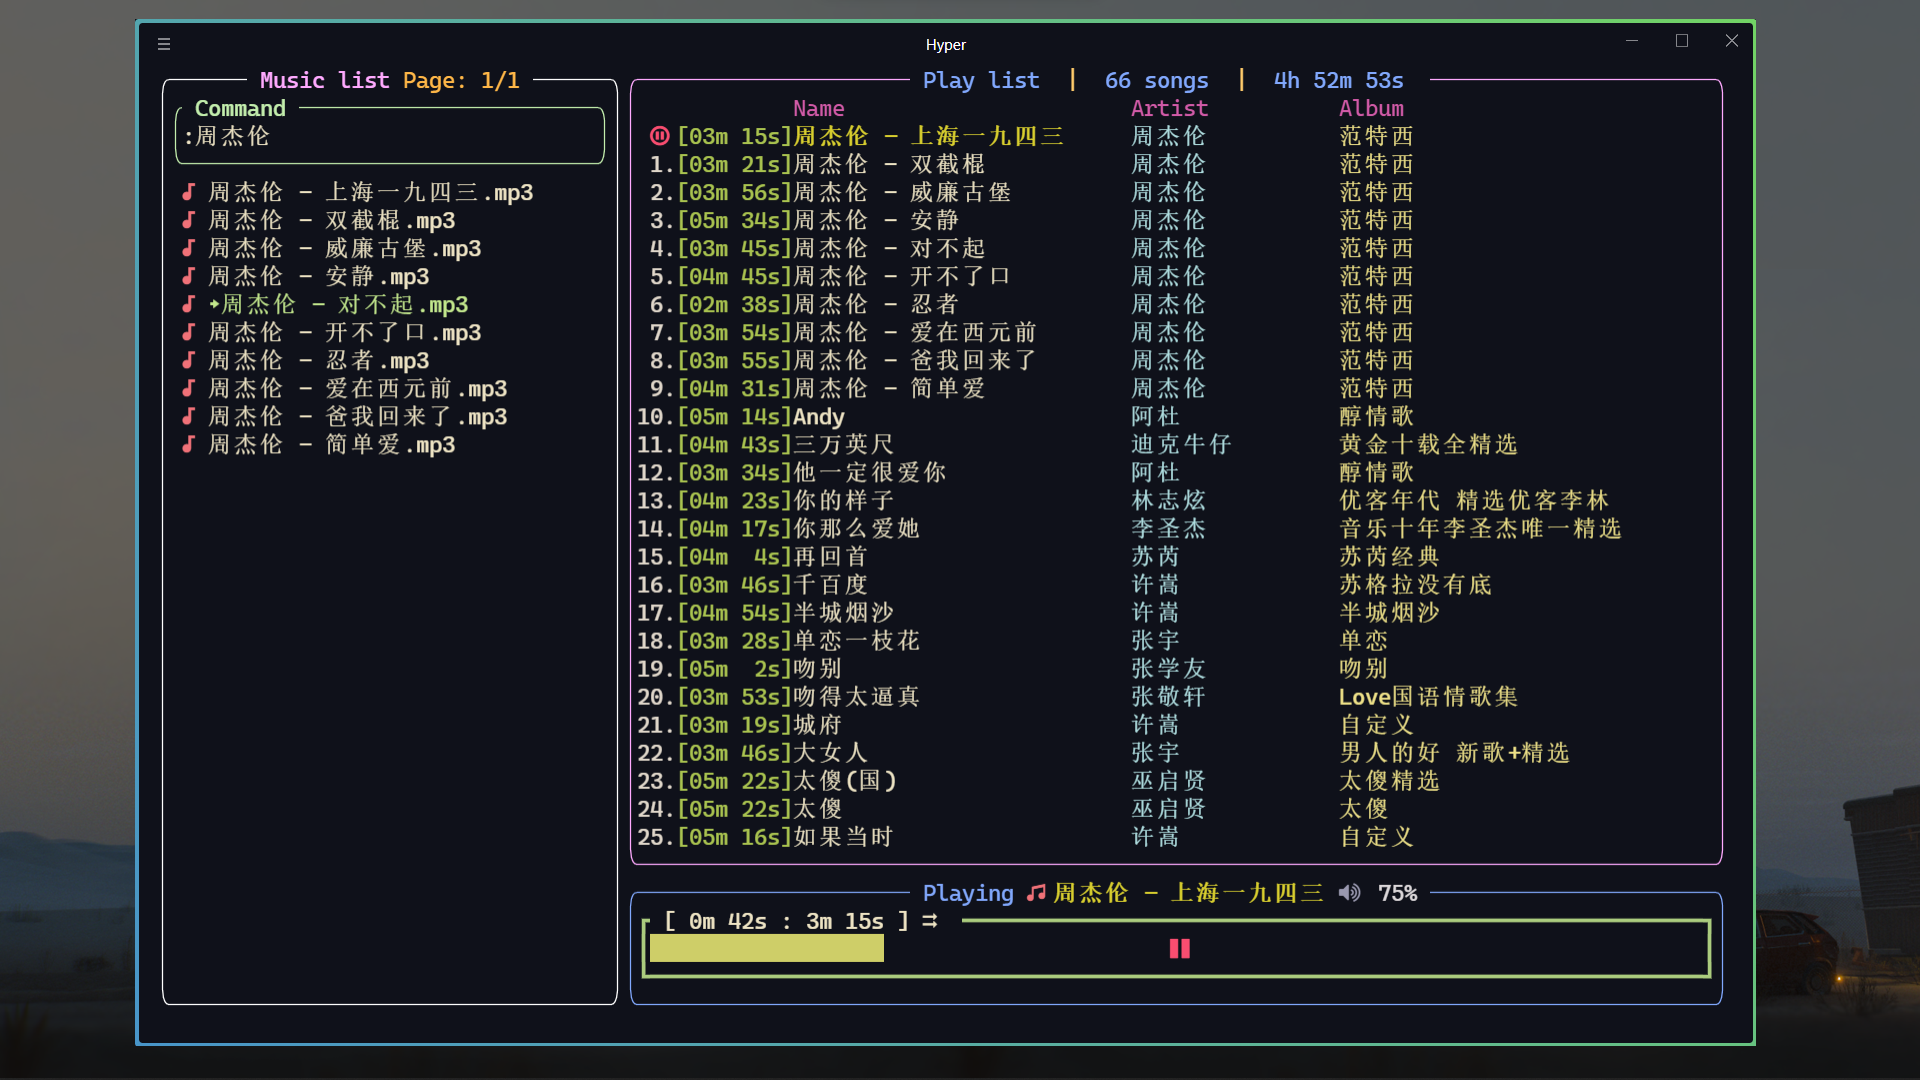 Hyper
Music list Page: 1/1
Command
:周杰伦
周杰伦 - 上海一九四三.mp3
周杰伦 - 双截棍.mp3
周杰伦 - 威廉古堡.mp3
周杰伦 - 安静.mp3
周杰伦 - 对不起.mp3
周杰伦 - 开不了口.mp3
周杰伦 - 忍者.mp3
周杰伦 - 爱在西元前.mp3
周杰伦 - 爸我回来了.mp3
周杰伦 - 简单爱.mp3
Play list | 66 songs | 4h 52m 53s
Name Artist Album
[03m 15s]周杰伦 - 上海一九四三 周杰伦 范特西
1.[03m 21s]周杰伦 - 双截棍 周杰伦 范特西
2.[03m 56s]周杰伦 - 威廉古堡 周杰伦 范特西
3.[05m 34s]周杰伦 - 安静 周杰伦 范特西
4.[03m 45s]周杰伦 - 对不起 周杰伦 范特西
5.[04m 45s]周杰伦 - 开不了口 周杰伦 范特西
6.[02m 38s]周杰伦 - 忍者 周杰伦 范特西
7.[03m 54s]周杰伦 - 爱在西元前 周杰伦 范特西
8.[03m 55s]周杰伦 - 爸我回来了 周杰伦 范特西
9.[04m 31s]周杰伦 - 简单爱 周杰伦 范特西
10.[05m 14s]Andy 阿杜 醇情歌
11.[04m 43s]三万英尺 迪克牛仔 黄金十载全精选
12.[03m 34s]他一定很爱你 阿杜 醇情歌
13.[04m 23s]你的样子 林志炫 优客年代 精选优客李林
14.[04m 17s]你那么爱她 李圣杰 音乐十年李圣杰唯一精选
15.[04m 4s]再回首 苏芮 苏芮经典
16.[03m 46s]千百度 许嵩 苏格拉没有底
17.[04m 54s]半城烟沙 许嵩 半城烟沙
18.[03m 28s]单恋一枝花 张宇 单恋
19.[05m 2s]吻别 张学友 吻别
20.[03m 53s]吻得太逼真 张敬轩 Love国语情歌集
21.[03m 19s]城府 许嵩 自定义
22.[03m 46s]大女人 张宇 男人的好 新歌+精选
23.[05m 22s]太傻(国) 巫启贤 太傻精选
24.[05m 22s]太傻 巫启贤 太傻
25.[05m 16s]如果当时 许嵩 自定义
Playing 周杰伦 - 上海一九四三 75%
[ 0m 42s : 3m 15s ]